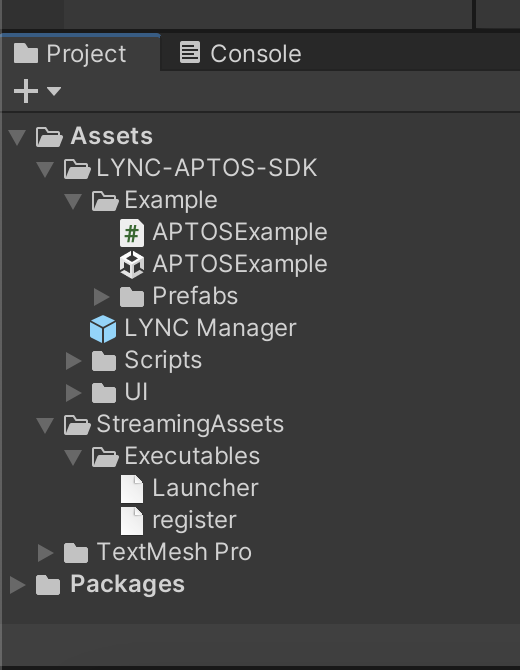 Project Console
Assets
LYNC-APTOS-SDK
Example
APTOSExample
APTOSExample
Prefabs
LYNC Manager
Scripts
UI
StreamingAssets
Executables
Launcher
register
TextMesh Pro
Packages